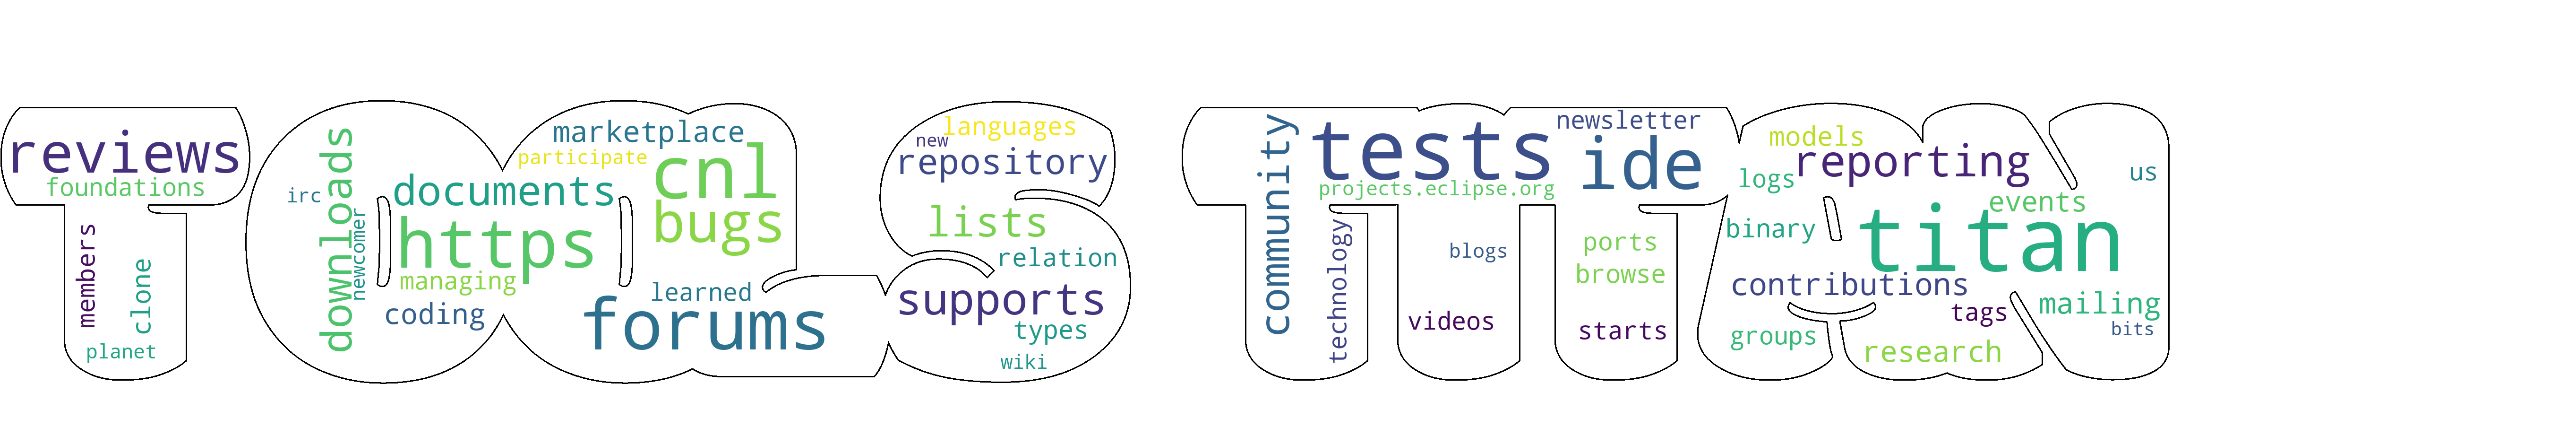 TOOLS TITAN
reviews
foundations
members
clone
planet
irc
downloads
newcomer
marketplace
participate
documents
cnl
bugs
https
managing
coding
learned
forums
languages
new
repository
lists
relation
supports
types
wiki
community
tests
newsletter
ide
projects.eclipse.org
technology
blogs
videos
ports
browse
starts
models
reporting
logs
us
events
binary
titan
contributions
tags
mailing
bits
groups
research